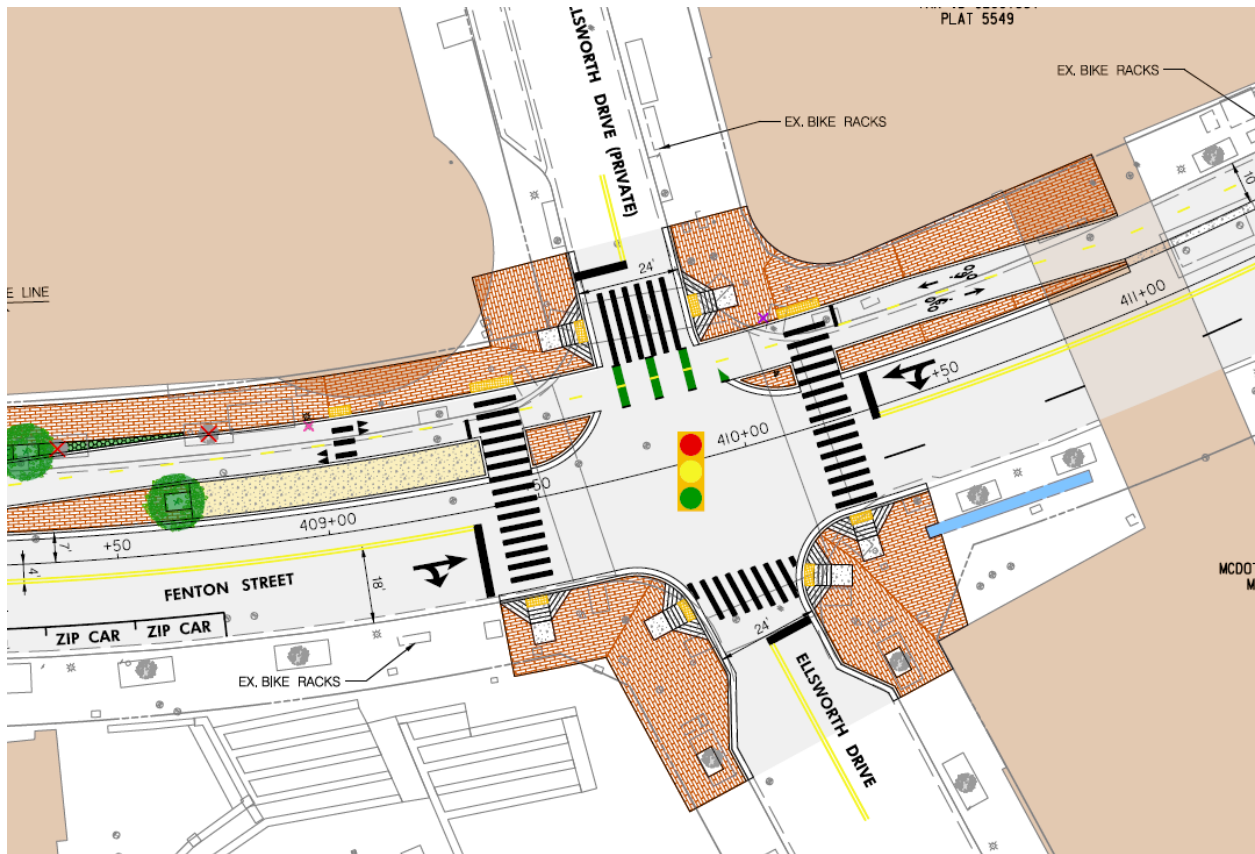 PLAT 5549
EX. BIKE RACKS
EX. BIKE RACKS
ELLSWORTH DRIVE (PRIVATE)
24'
10
411+00
E LINE
+50
410+00
50
409+00
+50
7'
4'
18'
FENTON STREET
ZIP CAR
ZIP CAR
EX. BIKE RACKS
24'
ELLSWORTH DRIVE
MCDOT
M